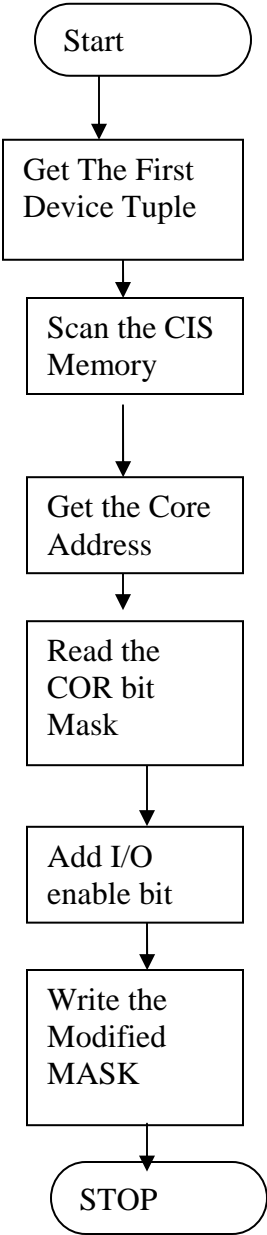 Start
Get The First
Device Tuple
Scan the CIS
Memory
Get the Core
Address
Read the
COR bit
Mask
Add I/O
enable bit
Write the
Modified
MASK
STOP